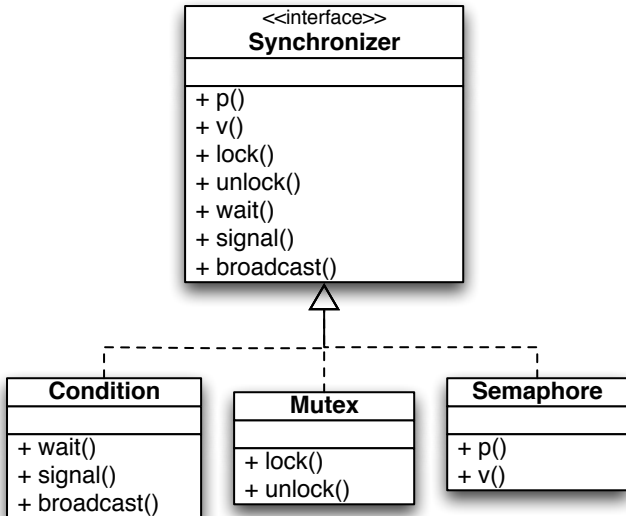 <<interface>>
Synchronizer
+ p()
+ v()
+ lock()
+ unlock()
+ wait()
+ signal()
+ broadcast()
Condition
+ wait()
+ signal()
+ broadcast()
Mutex
+ lock()
+ unlock()
Semaphore
+ p()
+ v()